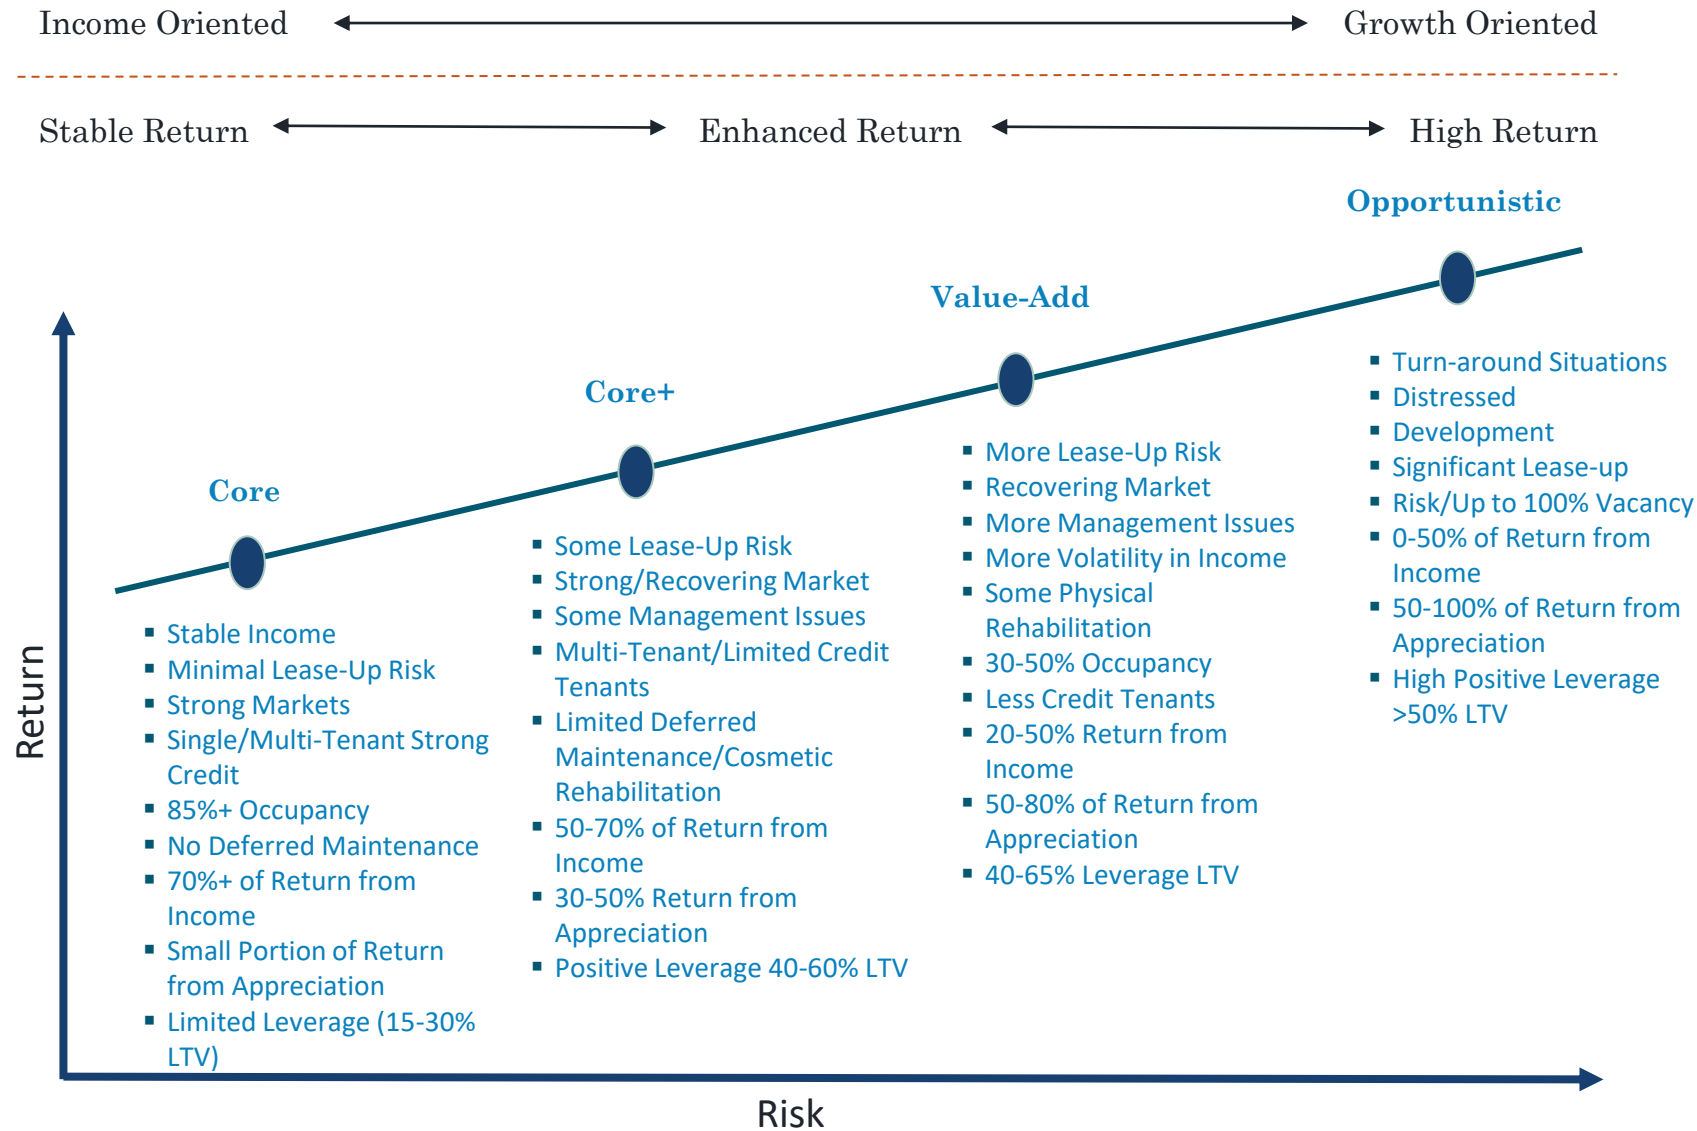 Income Oriented
Growth Oriented
Stable Return
Enhanced Return
High Return
Opportunistic
Value-Add
Core+
Core
▪ Stable Income
▪ Minimal Lease-Up Risk
▪ Strong Markets
▪ Single/Multi-Tenant Strong
Credit
▪ 85%+ Occupancy
▪ No Deferred Maintenance
▪ 70%+ of Return from
Income
▪ Small Portion of Return
from Appreciation
▪ Limited Leverage (15-30%
LTV)
▪ Some Lease-Up Risk
▪ Strong/Recovering Market
▪ Some Management Issues
▪ Multi-Tenant/Limited Credit
Tenants
▪ Limited Deferred
Maintenance/Cosmetic
Rehabilitation
▪ 50-70% of Return from
Income
▪ 30-50% Return from
Appreciation
▪ Positive Leverage 40-60% LTV
▪ More Lease-Up Risk
▪ Recovering Market
▪ More Management Issues
▪ More Volatility in Income
▪ Some Physical
Rehabilitation
▪ 30-50% Occupancy
▪ Less Credit Tenants
▪ 20-50% Return from
Income
▪ 50-80% of Return from
Appreciation
▪ 40-65% Leverage LTV
▪ Turn-around Situations
▪ Distressed
▪ Development
▪ Significant Lease-up
▪ Risk/Up to 100% Vacancy
▪ 0-50% of Return from
Income
▪ 50-100% of Return from
Appreciation
▪ High Positive Leverage
>50% LTV
Return
Risk